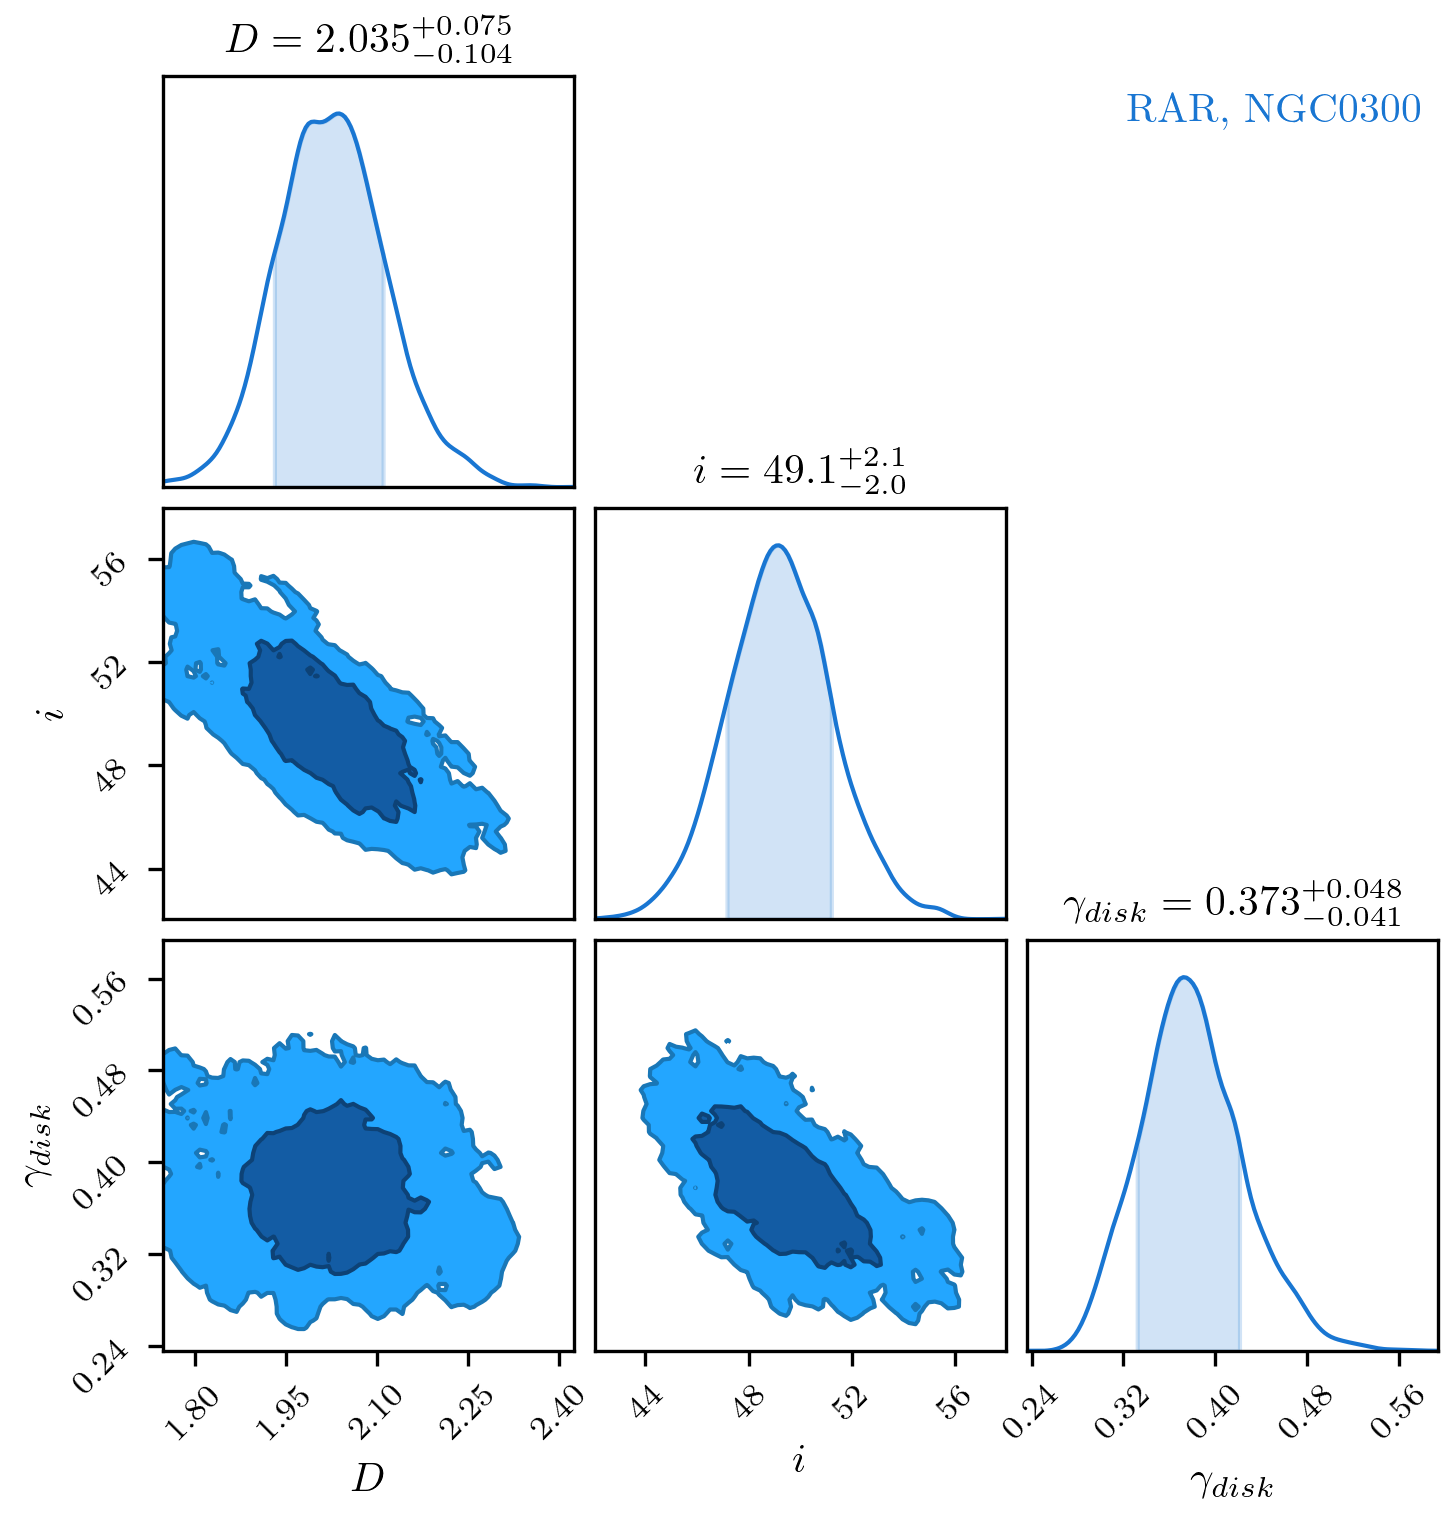 D = 2.035^{+0.075}_{-0.104}
RAR, NGC0300
i = 49.1^{+2.1}_{-2.0}
56
52
48
44
i
γ_{disk} = 0.373^{+0.048}_{-0.041}
0.56
0.48
0.40
0.32
0.24
γ_{disk}
1.80 1.95 2.10 2.25 2.40 44 48 52 56 0.24 0.32 0.40 0.48 0.56
D i γ_{disk}